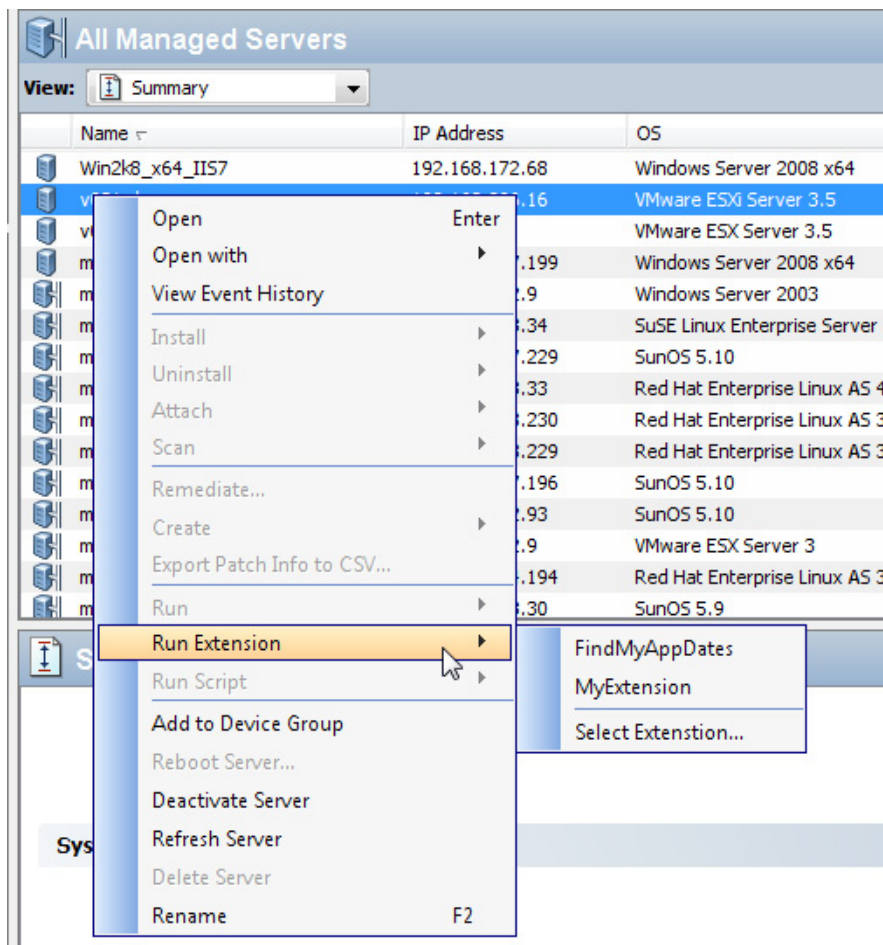 All Managed Servers
View: Summary
Name IP Address OS
Win2k8_x64_IIS7 192.168.172.68 Windows Server 2008 x64
.16 VMware ESXi Server 3.5
VMware ESX Server 3.5
.199 Windows Server 2008 x64
.9 Windows Server 2003
.34 SuSE Linux Enterprise Server
.229 SunOS 5.10
.33 Red Hat Enterprise Linux AS 4
.230 Red Hat Enterprise Linux AS 3
.229 Red Hat Enterprise Linux AS 3
.196 SunOS 5.10
.93 SunOS 5.10
.9 VMware ESX Server 3
.194 Red Hat Enterprise Linux AS 3
.30 SunOS 5.9
Open Enter
Open with
View Event History
Install
Uninstall
Attach
Scan
Remediate...
Create
Export Patch Info to CSV...
Run
Run Extension
Run Script
Add to Device Group
Reboot Server...
Deactivate Server
Refresh Server
Delete Server
Rename F2
FindMyAppDates
MyExtension
Select Extenstion...
Sys